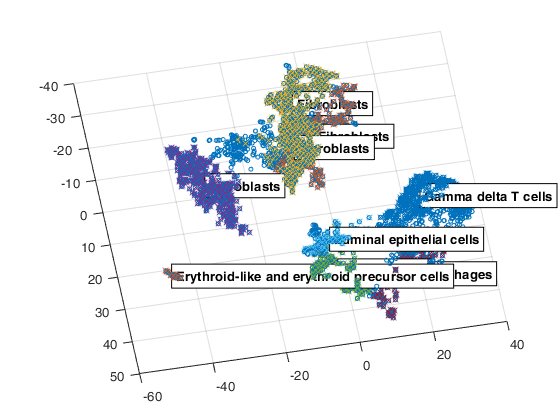 -40
-30
-20
-10
0
10
20
30
40
50
Fibroblasts
Fibroblasts
roblasts
oblasts
Gamma delta T cells
uminal epithelial cells
Erythroid-like and erythroid precursor cells
hages
-60
-40
-20
0
20
40